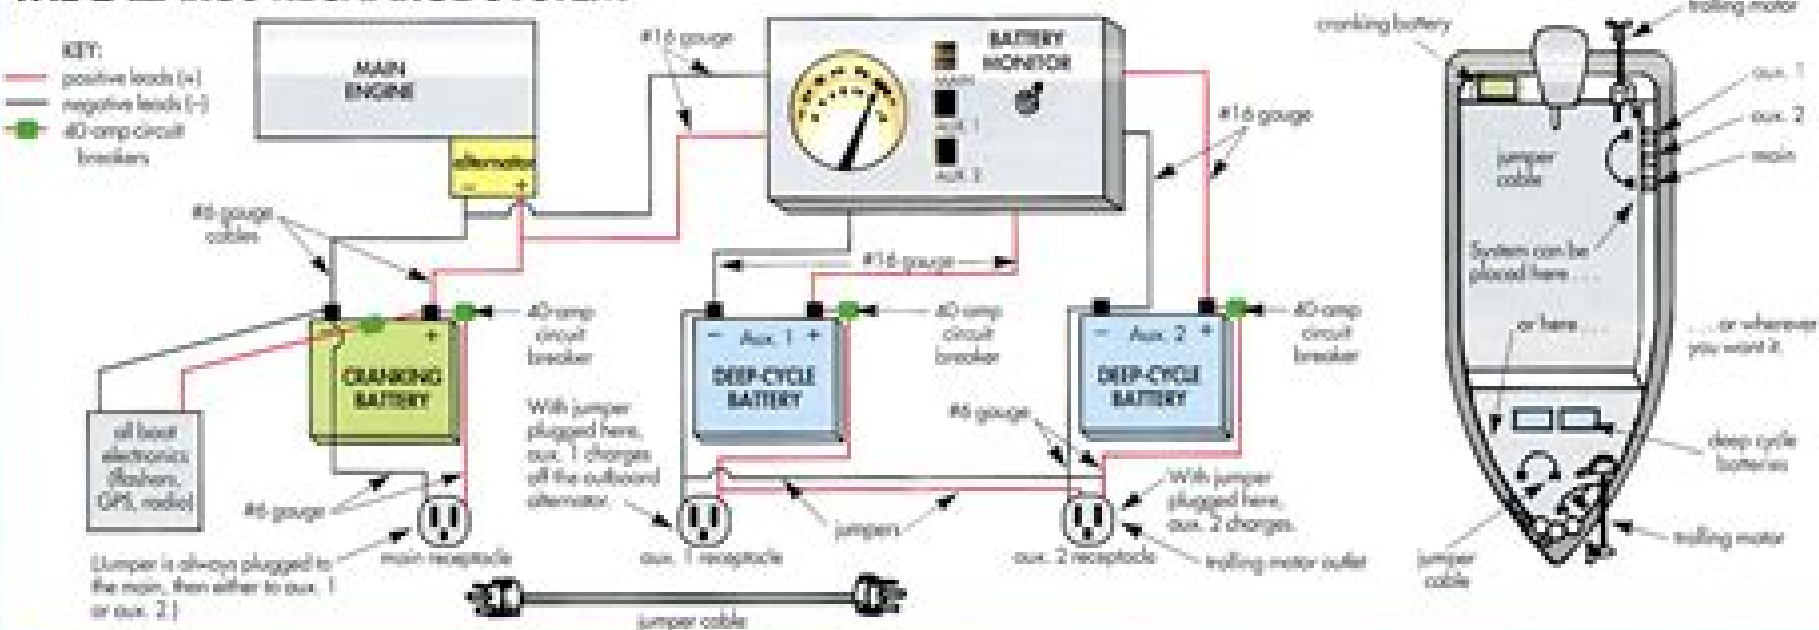 KEY:
positive leads (+)
negative leads (-)
40-amp circuit
breakers
MAIN
ENGINE
alternator
- +
#16 gauge
BATTERY
MONITOR
MAIN
AUX. 1
AUX. 2
#16 gauge
#6 gauge
cables
#16 gauge
40-amp
circuit
breaker
40-amp
circuit
breaker
40-amp
circuit
breaker
+
CRANKING
BATTERY
- Aux. 1 +
DEEP-CYCLE
BATTERY
- Aux. 2 +
DEEP-CYCLE
BATTERY
all boat
electronics
(flashers,
GPS, radio)
#6 gauge
With jumper
plugged here,
aux. 1 charges
off the outboard
alternator.
#6 gauge
With jumper
plugged here,
aux. 2 charges.
jumpers
main receptacle
aux. 1 receptacle
aux. 2 receptacle
trolling motor outlet
(Jumper is always plugged to
the main, then either to aux. 1
or aux. 2.)
jumper cable
cranking battery
trolling motor
aux. 1
aux. 2
main
jumper
cable
System can be
placed here . . .
or here . . .
. . . or wherever
you want it.
deep cycle
batteries
jumper
cable
trolling motor